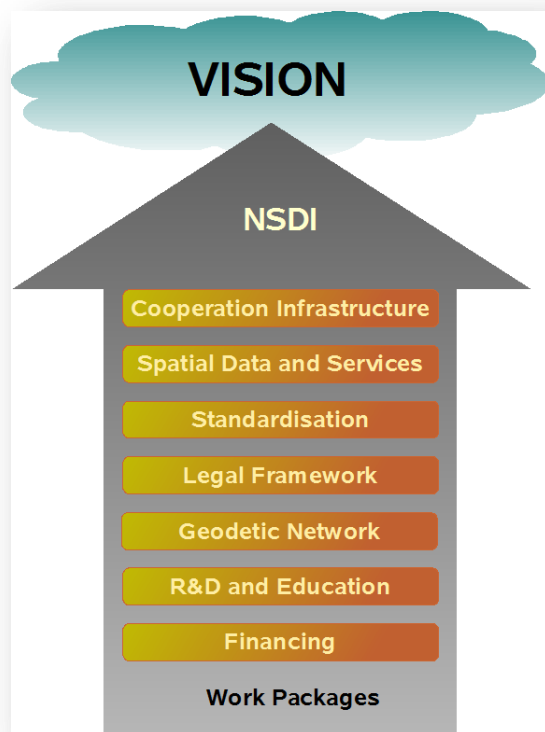 VISION
NSDI
Cooperation Infrastructure
Spatial Data and Services
Standardisation
Legal Framework
Geodetic Network
R&D and Education
Financing
Work Packages